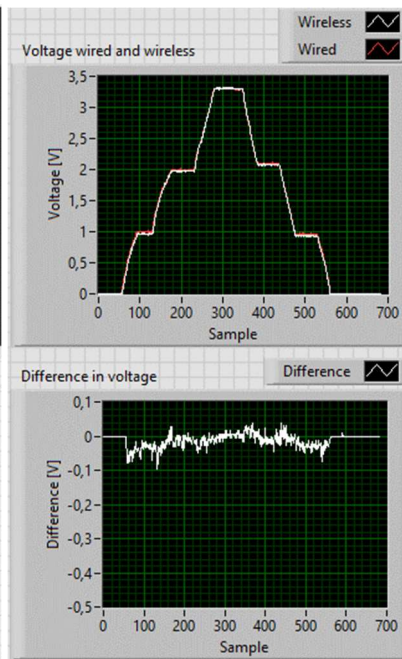 Voltage wired and wireless
Wireless
Wired
Voltage [V]
3,5
3
2,5
2
1,5
1
0,5
0
0 100 200 300 400 500 600 700
Sample
Difference in voltage
Difference
Difference [V]
0,1
0
-0,1
-0,2
-0,3
-0,4
-0,5
0 100 200 300 400 500 600 700
Sample